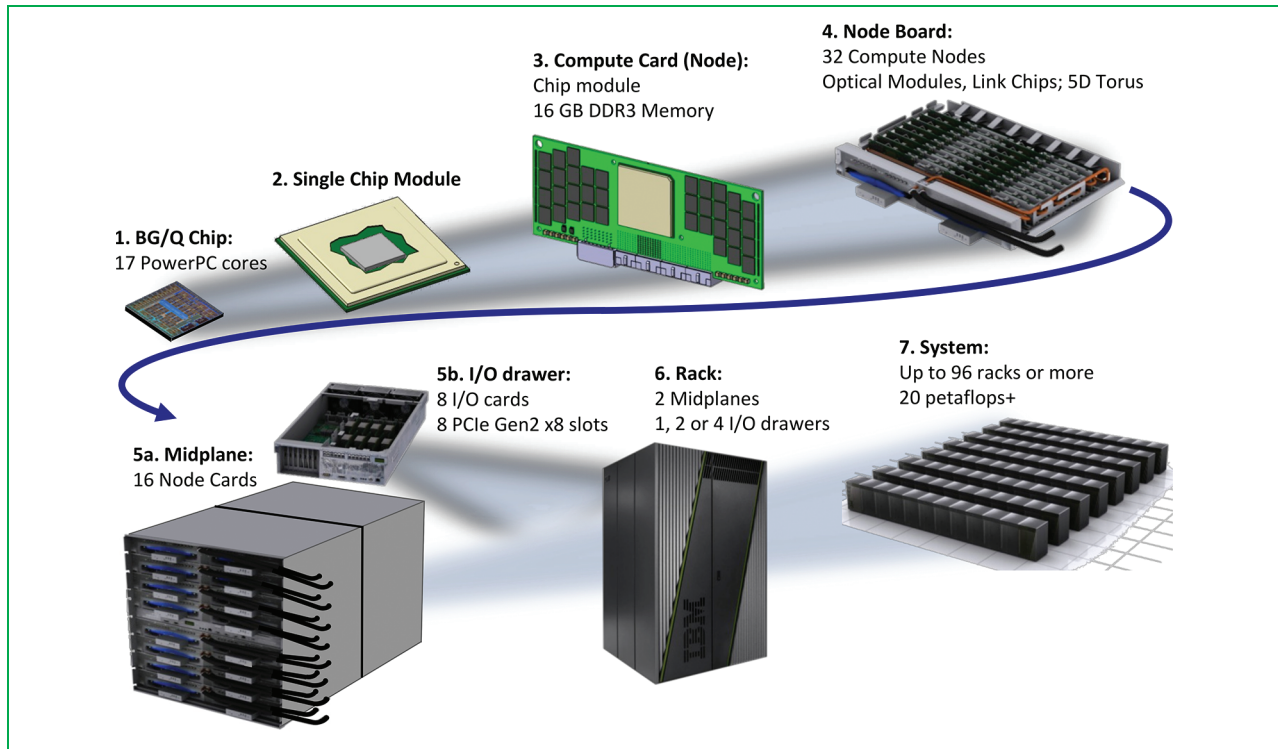 1. BG/Q Chip:
17 PowerPC cores
2. Single Chip Module
3. Compute Card (Node):
Chip module
16 GB DDR3 Memory
4. Node Board:
32 Compute Nodes
Optical Modules, Link Chips; 5D Torus
5a. Midplane:
16 Node Cards
5b. I/O drawer:
8 I/O cards
8 PCIe Gen2 x8 slots
6. Rack:
2 Midplanes
1, 2 or 4 I/O drawers
IBM
7. System:
Up to 96 racks or more
20 petaflops+